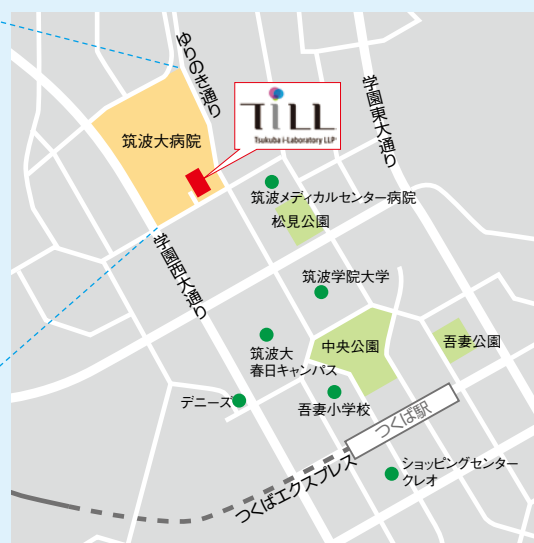 ゆりのき通り
学園東大通り
TiLL
Tsukuba i-Laboratory LLP
筑波大病院
筑波メディカルセンター病院
松見公園
学園西大通り
筑波学院大学
中央公園
吾妻公園
筑波大
春日キャンパス
デニーズ
吾妻小学校
つくば駅
つくばエクスプレス
ショッピングセンター
クレオ